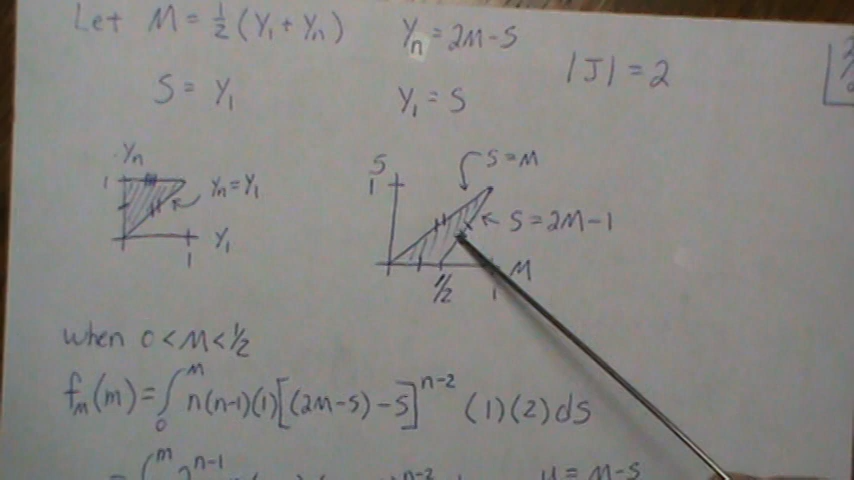 Let M = 1/2 (Y₁ + Yₙ) Yₙ = 2M - S
S = Y₁ Y₁ = S |J| = 2
Yₙ
1 Yₙ = Y₁
Y₁
1
S S = M
1 S = 2M - 1
M
1/2 1
when 0 < M < 1/2
fₘ(m) = ∫₀ᴹ n(n-1)(1)[(2M-S)-S]ⁿ⁻² (1)(2) ds